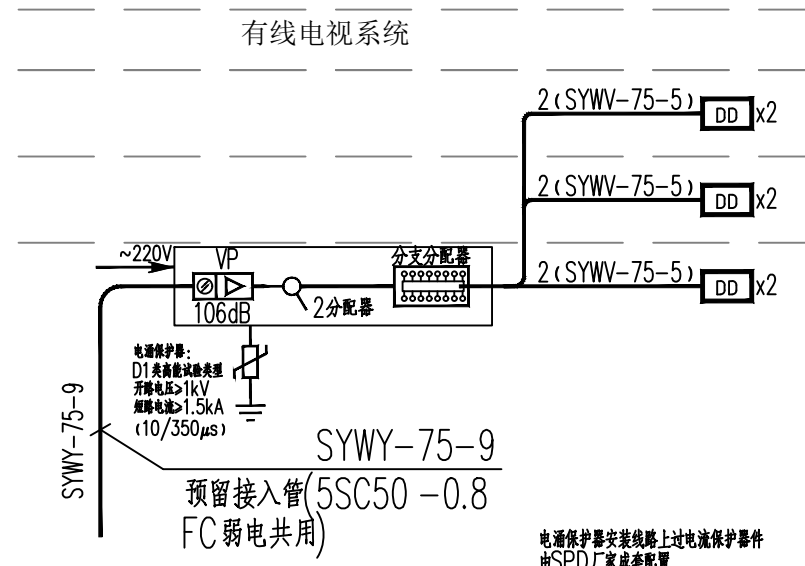 有线电视系统
2(SYWV-75-5) DD x2
2(SYWV-75-5) DD x2
~220V VP 分支分配器
2(SYWV-75-5) DD x2
106dB 2分配器
电涌保护器:
D1类高能试验类型
开路电压≥1kV
短路电流≥1.5kA
(10/350μs)
SYWY-75-9
SYWY-75-9
预留接入管(5SC50 -0.8
FC弱电共用)
电涌保护器安装线路上过电流保护器件
由SPD厂家成套配置